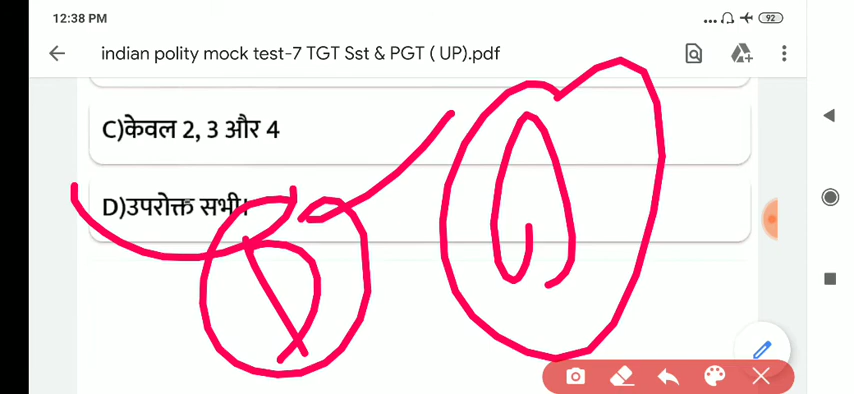 12:38 PM
92
indian polity mock test-7 TGT Sst & PGT ( UP).pdf
C)केवल 2, 3 और 4
D)उपरोक्त सभी।